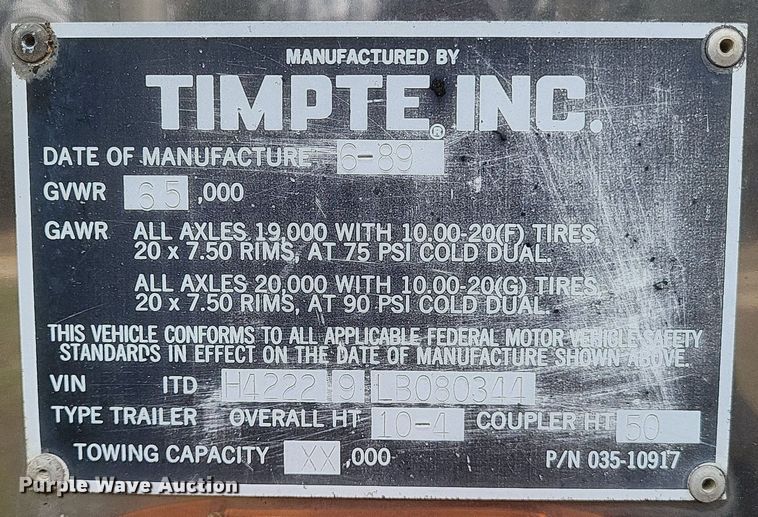 MANUFACTURED BY
TIMPTE® INC.
DATE OF MANUFACTURE 6-89
GVWR 65,000
GAWR ALL AXLES 19,000 WITH 10.00-20(F) TIRES,
20 x 7.50 RIMS, AT 75 PSI COLD DUAL.
ALL AXLES 20,000 WITH 10.00-20(G) TIRES,
20 x 7.50 RIMS, AT 90 PSI COLD DUAL.
THIS VEHICLE CONFORMS TO ALL APPLICABLE FEDERAL MOTOR VEHICLE SAFETY
STANDARDS IN EFFECT ON THE DATE OF MANUFACTURE SHOWN ABOVE.
VIN ITD H4222 9 LB080344
TYPE TRAILER OVERALL HT 10-4 COUPLER HT 50
TOWING CAPACITY XX,000 P/N 035-10917
Purple Wave Auction